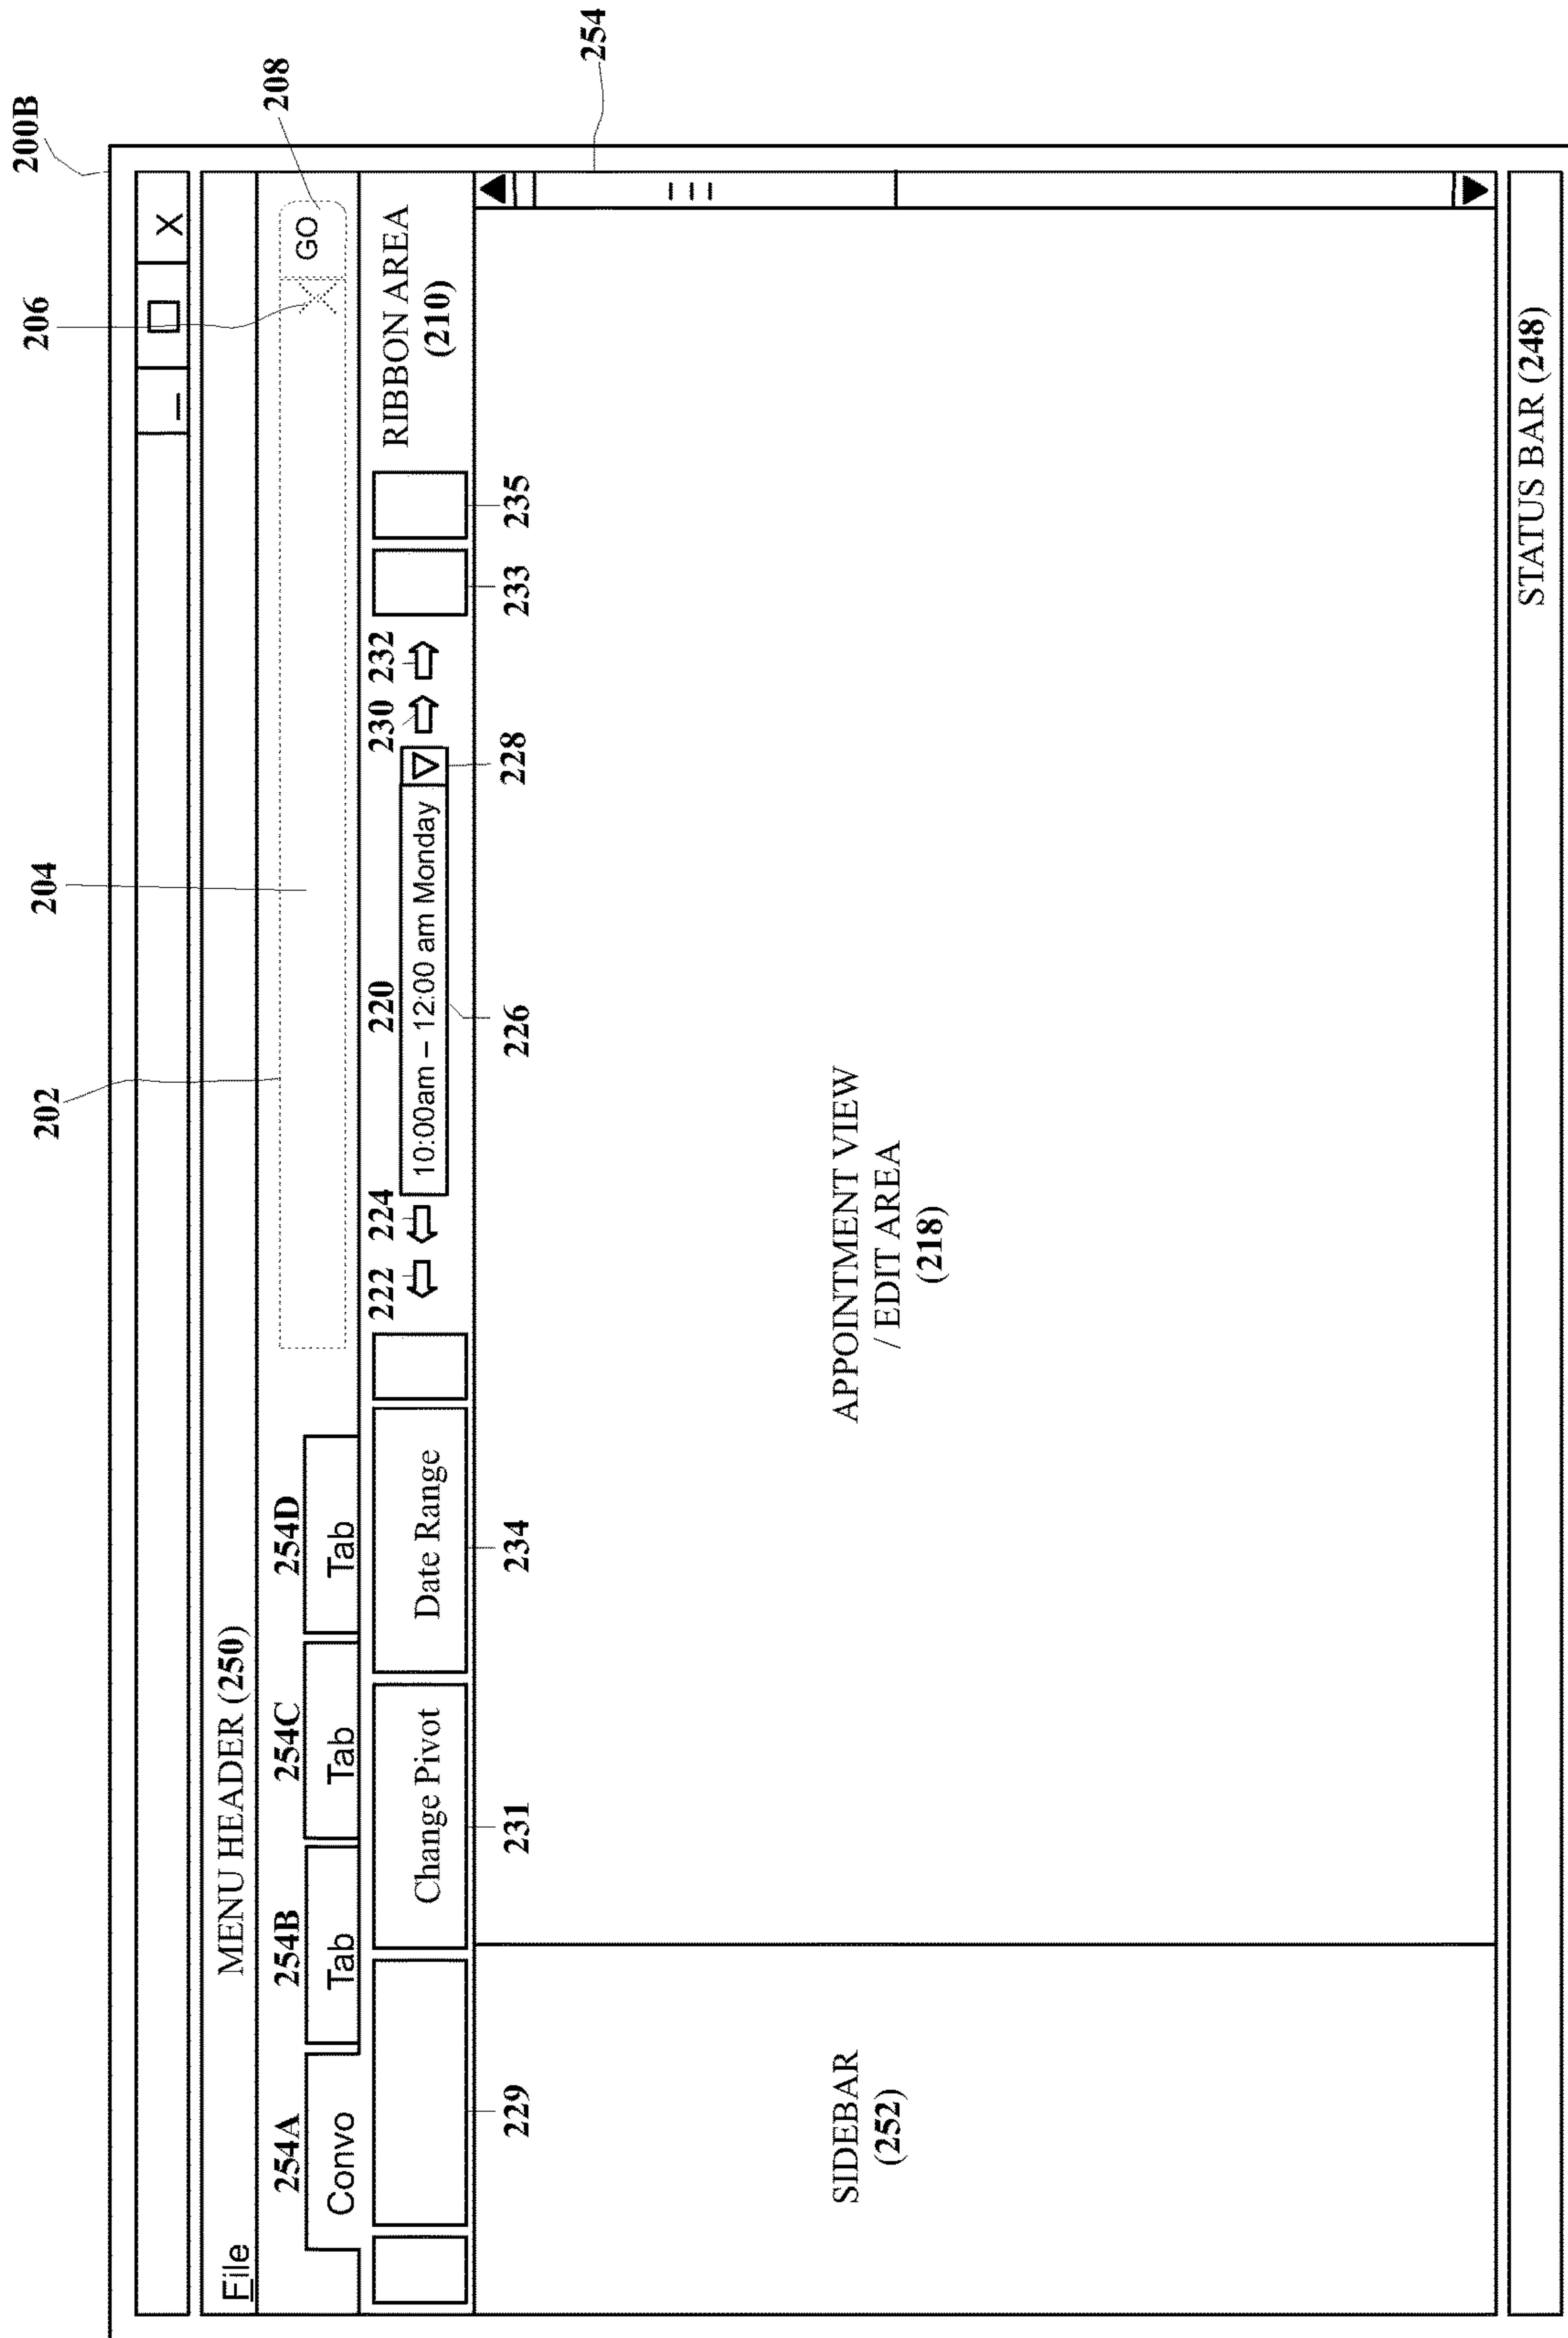 200B
206
204
202
208
_ X
MENU HEADER (250)
File
254A
254B
254C
254D
Convo
Tab
Tab
Tab
GO
Change Pivot
Date Range
222
224
220
10:00am – 12:00 am Monday
230
232
RIBBON AREA
(210)
229
231
234
226
228
233
235
254
SIDEBAR
(252)
APPOINTMENT VIEW
/ EDIT AREA
(218)
STATUS BAR (248)